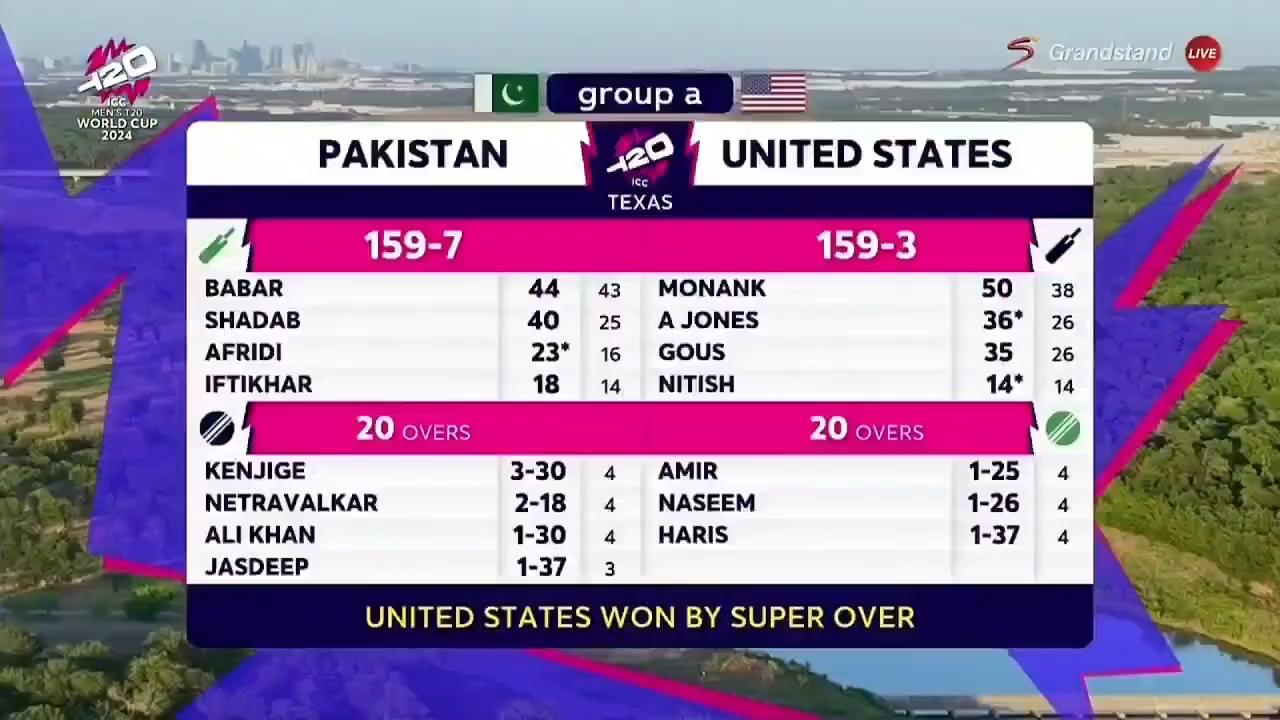 T20
ICC
MEN'S T20
WORLD CUP
2024
S Grandstand LIVE
group a
PAKISTAN
T20
ICC
UNITED STATES
TEXAS
159-7 159-3
BABAR 44 43 MONANK 50 38
SHADAB 40 25 A JONES 36* 26
AFRIDI 23* 16 GOUS 35 26
IFTIKHAR 18 14 NITISH 14* 14
20 OVERS 20 OVERS
KENJIGE 3-30 4 AMIR 1-25 4
NETRAVALKAR 2-18 4 NASEEM 1-26 4
ALI KHAN 1-30 4 HARIS 1-37 4
JASDEEP 1-37 3
UNITED STATES WON BY SUPER OVER